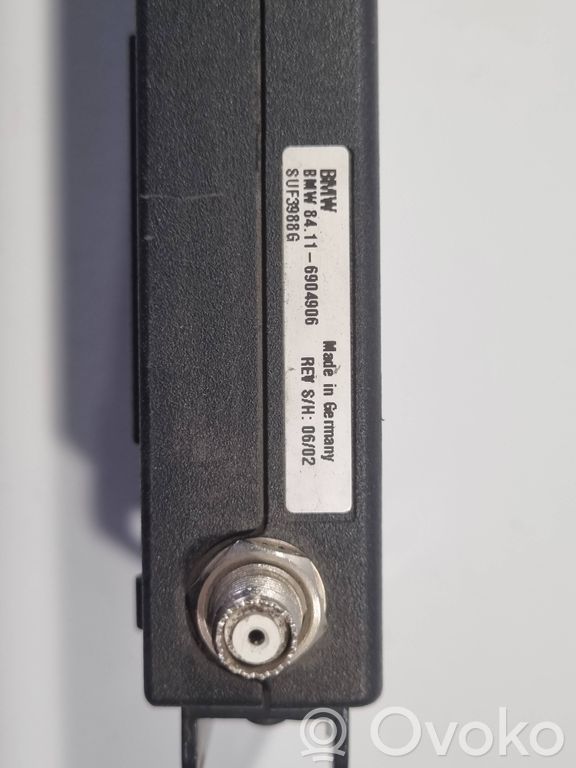 BMW
BMW 84.11-6904906 Made in Germany
SUF3988G REV S/H: 06/02
Ovoko